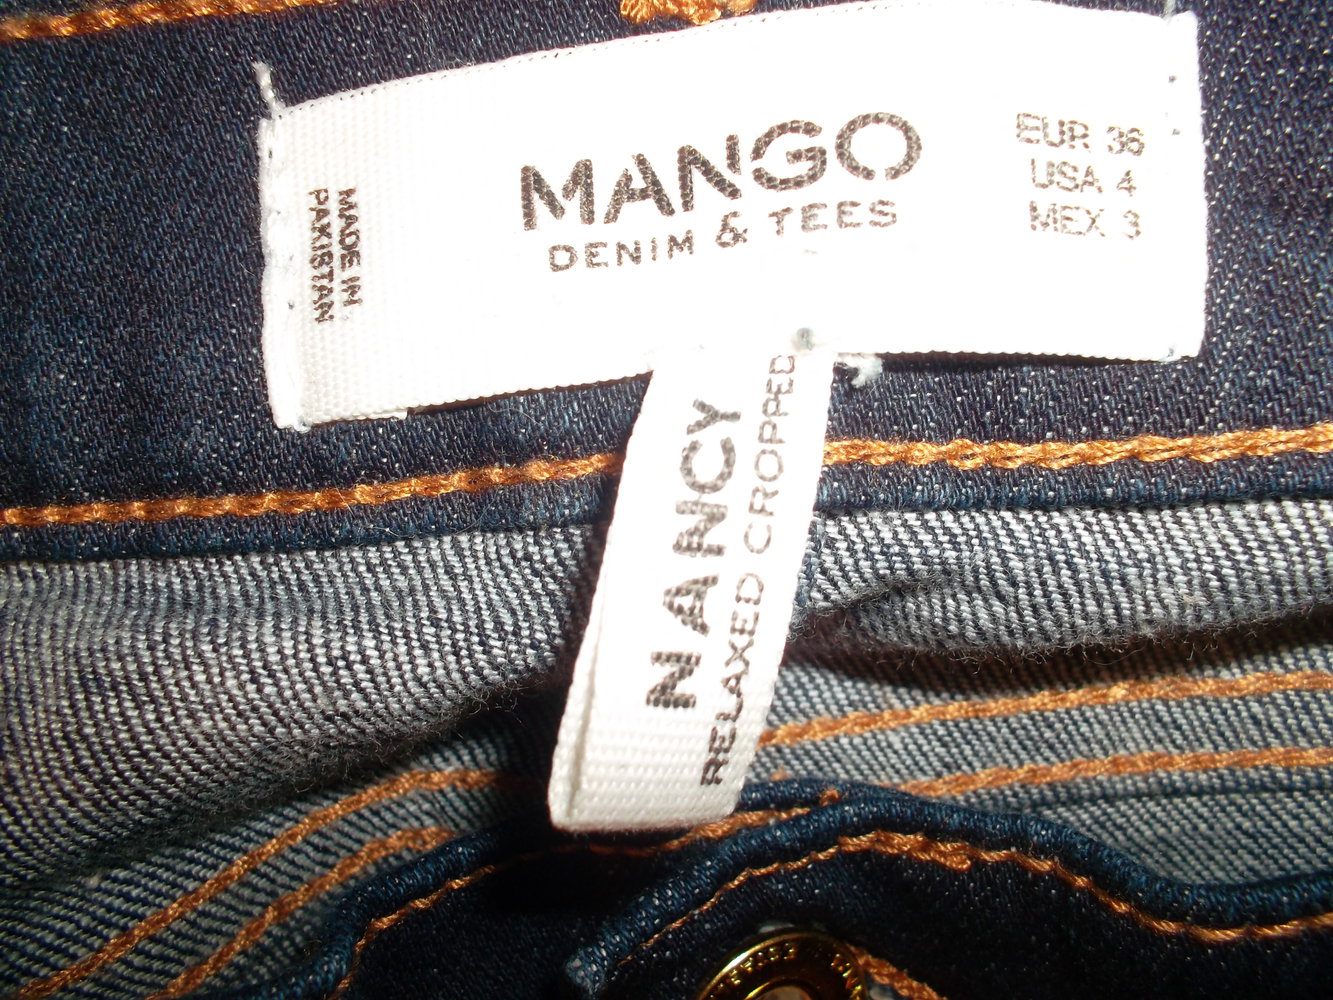 MANGO
DENIM & TEES
EUR 36
USA 4
MEX 3
MADE IN
PAKISTAN
NANCY
RELAXED CROPPED